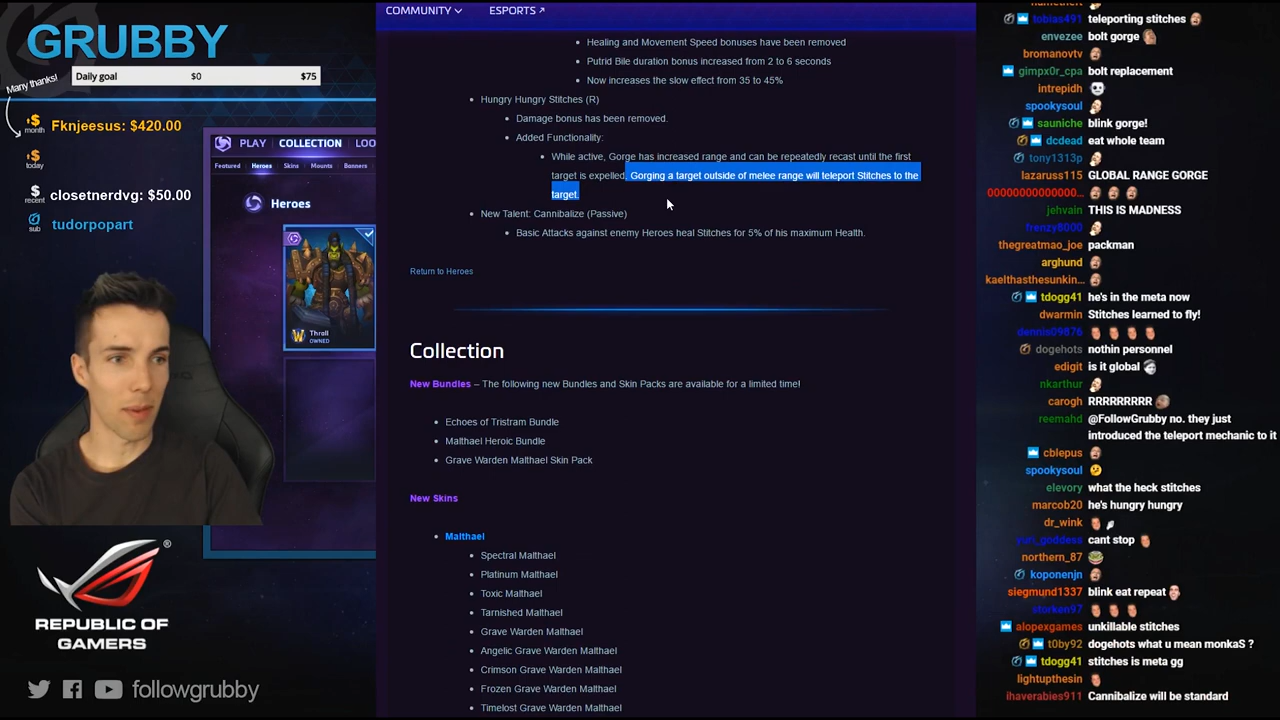 GRUBBY
Many thanks!
Daily goal $0 $75
month
Fknjeesus: $420.00
today
recent
closetnerdvg: $50.00
sub
tudorpopart
PLAY COLLECTION LOO
Featured Heroes Skins Mounts Banners
Heroes
Thrall
OWNED
REPUBLIC OF
GAMERS
followgrubby
COMMUNITY ESPORTS
Healing and Movement Speed bonuses have been removed
Putrid Bile duration bonus increased from 2 to 6 seconds
Now increases the slow effect from 35 to 45%
Hungry Hungry Stitches (R)
Damage bonus has been removed.
Added Functionality:
While active, Gorge has increased range and can be repeatedly recast until the first
target is expelled. Gorging a target outside of melee range will teleport Stitches to the
target.
New Talent: Cannibalize (Passive)
Basic Attacks against enemy Heroes heal Stitches for 5% of his maximum Health.
Return to Heroes
Collection
New Bundles – The following new Bundles and Skin Packs are available for a limited time!
Echoes of Tristram Bundle
Malthael Heroic Bundle
Grave Warden Malthael Skin Pack
New Skins
Malthael
Spectral Malthael
Platinum Malthael
Toxic Malthael
Tarnished Malthael
Grave Warden Malthael
Angelic Grave Warden Malthael
Crimson Grave Warden Malthael
Frozen Grave Warden Malthael
Timelost Grave Warden Malthael
tobias491 teleporting stitches
envezee bolt gorge
bromanovtv
gimpx0r_cpa bolt replacement
intrepidh
spookysoul
sauniche blink gorge!
dcdead eat whole team
tony1313p
lazaruss115 GLOBAL RANGE GORGE
0000000000000...
jehvain THIS IS MADNESS
frenzy8000
thegreatmao_joe packman
arghund
kaelthasthesunkin...
tdogg41 he's in the meta now
dwarmin Stitches learned to fly!
dennis09876
dogehots nothin personnel
edigit is it global
nkarthur
carogh RRRRRRRRR
reemahd @FollowGrubby no. they just
introduced the teleport mechanic to it
cblepus
spookysoul
elevory what the heck stitches
marcob20 he's hungry hungry
dr_wink
yuri_goddess cant stop
northern_87
koponenjn
siegmund1337 blink eat repeat
storken97
alopexgames unkillable stitches
t0by92 dogehots what u mean monkaS ?
tdogg41 stitches is meta gg
lightupthesin
ihaverabies911 Cannibalize will be standard